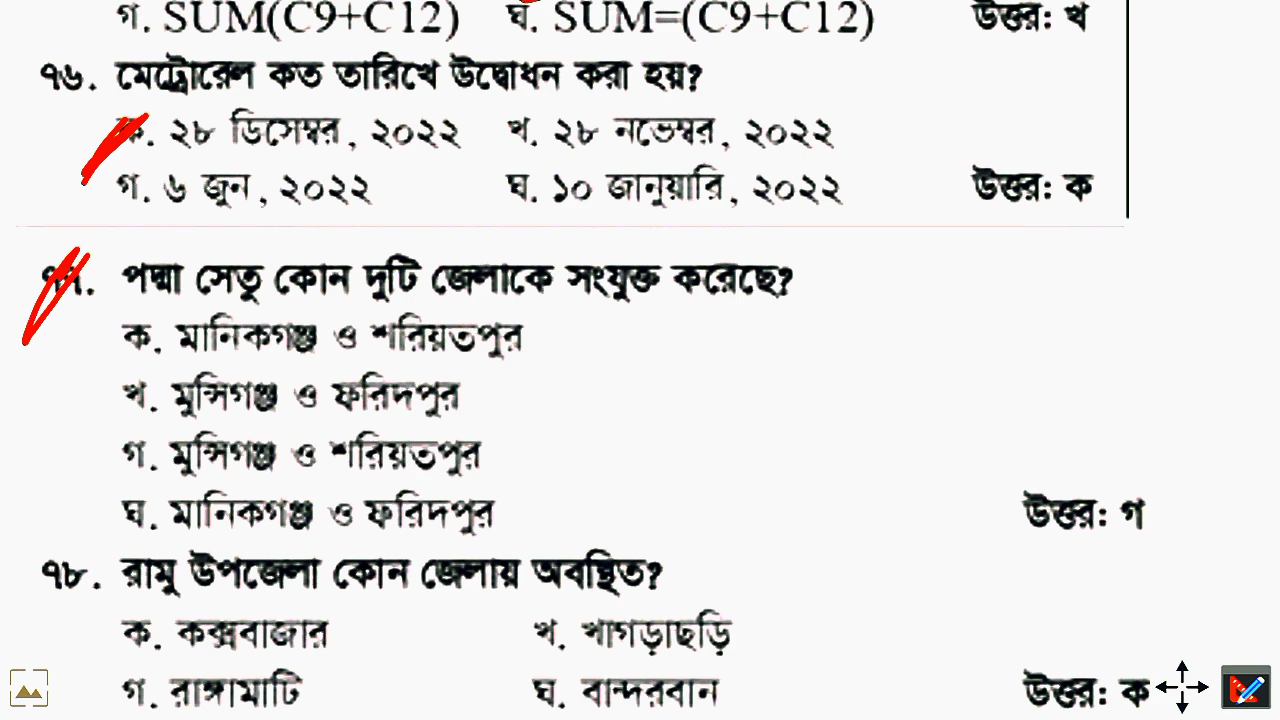 গ. SUM(C9+C12) ঘ. SUM=(C9+C12) উত্তর: খ
৭৬. মেট্রোরেল কত তারিখে উদ্বোধন করা হয়?
ক. ২৮ ডিসেম্বর, ২০২২ খ. ২৮ নভেম্বর, ২০২২
গ. ৬ জুন, ২০২২ ঘ. ১০ জানুয়ারি, ২০২২ উত্তর: ক
৭৭. পদ্মা সেতু কোন দুটি জেলাকে সংযুক্ত করেছে?
ক. মানিকগঞ্জ ও শরিয়তপুর
খ. মুন্সিগঞ্জ ও ফরিদপুর
গ. মুন্সিগঞ্জ ও শরিয়তপুর
ঘ. মানিকগঞ্জ ও ফরিদপুর উত্তর: গ
৭৮. রামু উপজেলা কোন জেলায় অবস্থিত?
ক. কক্সবাজার খ. খাগড়াছড়ি
গ. রাঙ্গামাটি ঘ. বান্দরবান উত্তর: ক